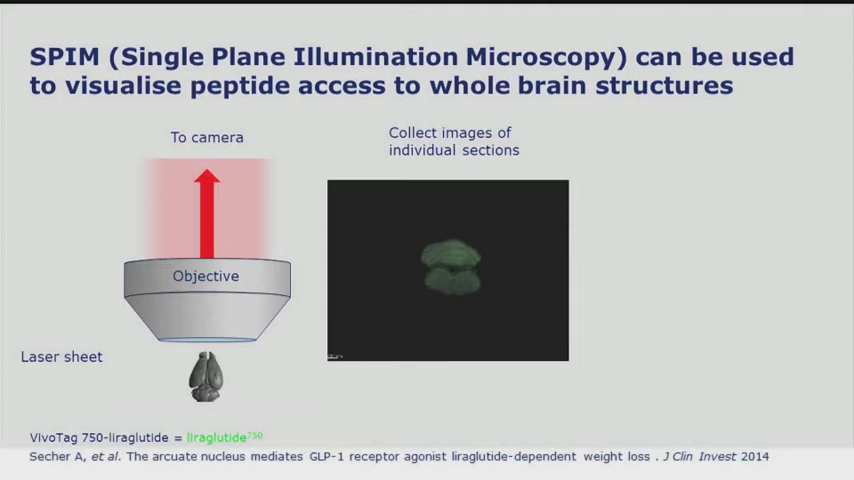 SPIM (Single Plane Illumination Microscopy) can be used
to visualise peptide access to whole brain structures
To camera
Collect images of
individual sections
Objective
Laser sheet
VivoTag 750-liraglutide = liraglutide750
Secher A, et al. The arcuate nucleus mediates GLP-1 receptor agonist liraglutide-dependent weight loss . J Clin Invest 2014